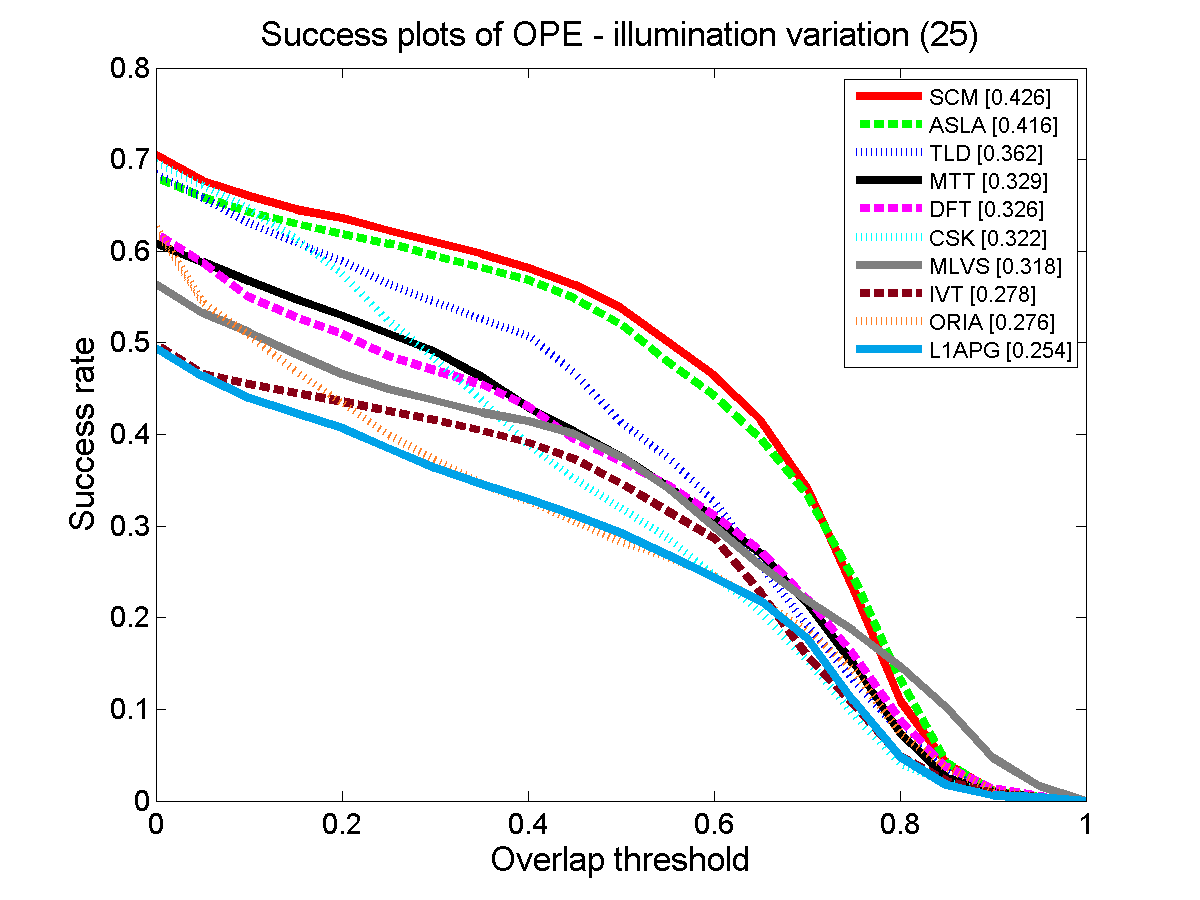 Success plots of OPE - illumination variation (25)
0.8
0.7
0.6
0.5
0.4
0.3
0.2
0.1
0
Success rate
SCM [0.426]
ASLA [0.416]
TLD [0.362]
MTT [0.329]
DFT [0.326]
CSK [0.322]
MLVS [0.318]
IVT [0.278]
ORIA [0.276]
L1APG [0.254]
0 0.2 0.4 0.6 0.8 1
Overlap threshold